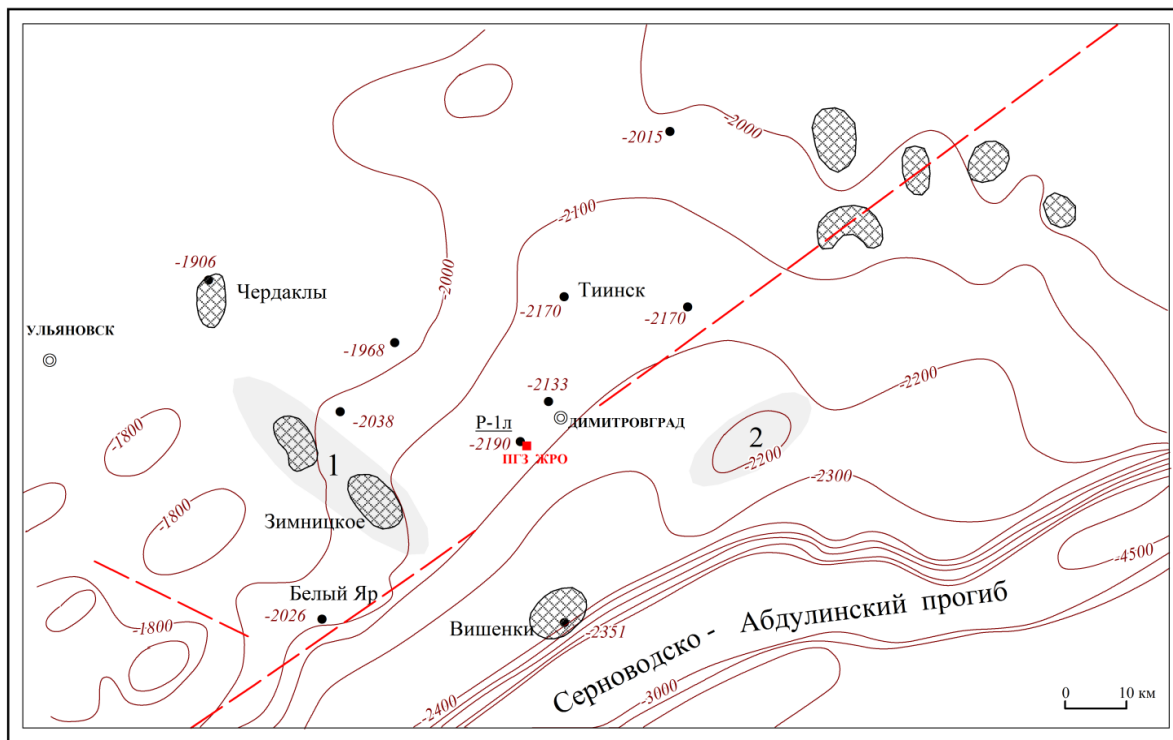 -2000
-2015
-2100
-1906
Чердаклы
-2000
Тиинск
-2170
-2170
УЛЬЯНОВСК
-1968
-2200
-2133
-1800
-2038
Р-1л
-2190
ДИМИТРОВГРАД
ПГЗ ЖРО
1
2
-2200
-2300
-1800
Зимницкое
-4500
Белый Яр
-2026
-1800
Вишенки
-2351
Серноводско - Абдулинский прогиб
-2400
-3000
0 10 км